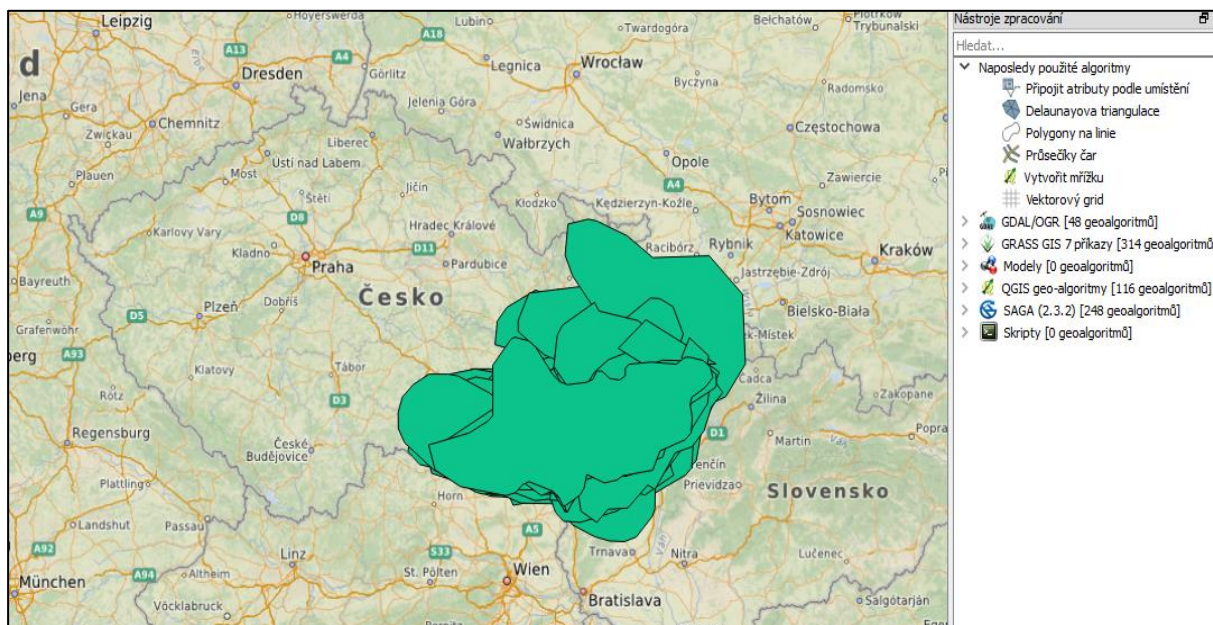 Leipzig
Hoyerswerda
Lubin
Twardogóra
Bełchatów
Piotrków
Trybunalski
d
A13
A4
A18
Legnica
Wrocław
Byczyna
Radomsko
Jena
Gera
Dresden
Görlitz
Zwickau
Chemnitz
Jelenia Góra
Świdnica
Wałbrzych
Częstochowa
Plauen
Ústí nad Labem
Liberec
Opole
Zawiercie
A9
Most
Štětí
Jičín
Kłodzko
Kędzierzyn-Koźle
A4
Bytom
Sosnowiec
Karlovy Vary
D8
Hradec Králové
Racibórz
Rybnik
Katowice
Kraków
Bayreuth
Kladno
Praha
D11
Pardubice
Jastrzębie-Zdrój
D5
Plzeň
Dobříš
Česko
Bielsko-Biała
Grafenwöhr
ek-Místek
berg
A93
Klatovy
Tábor
Čadca
Zakopane
Rötz
D3
Žilina
Regensburg
České
Budějovice
D1
Martin
Popra
Plattling
Horn
enčín
Prievidza
Slovensko
Landshut
Passau
A5
A92
Linz
S33
Trnava
Váh
Nitra
Lučenec
München
A94
Altheim
St. Pölten
Wien
Vöcklabruck
Bratislava
Salgótarján
Nástroje zpracování
Hledat...
Naposledy použité algoritmy
Připojit atributy podle umístění
Delaunayova triangulace
Polygony na linie
Průsečíky čar
Vytvořit mřížku
Vektorový grid
GDAL/OGR [48 geoalgoritmů]
GRASS GIS 7 příkazy [314 geoalgoritmů
Modely [0 geoalgoritmů]
QGIS geo-algoritmy [116 geoalgoritmů]
SAGA (2.3.2) [248 geoalgoritmů]
Skripty [0 geoalgoritmů]